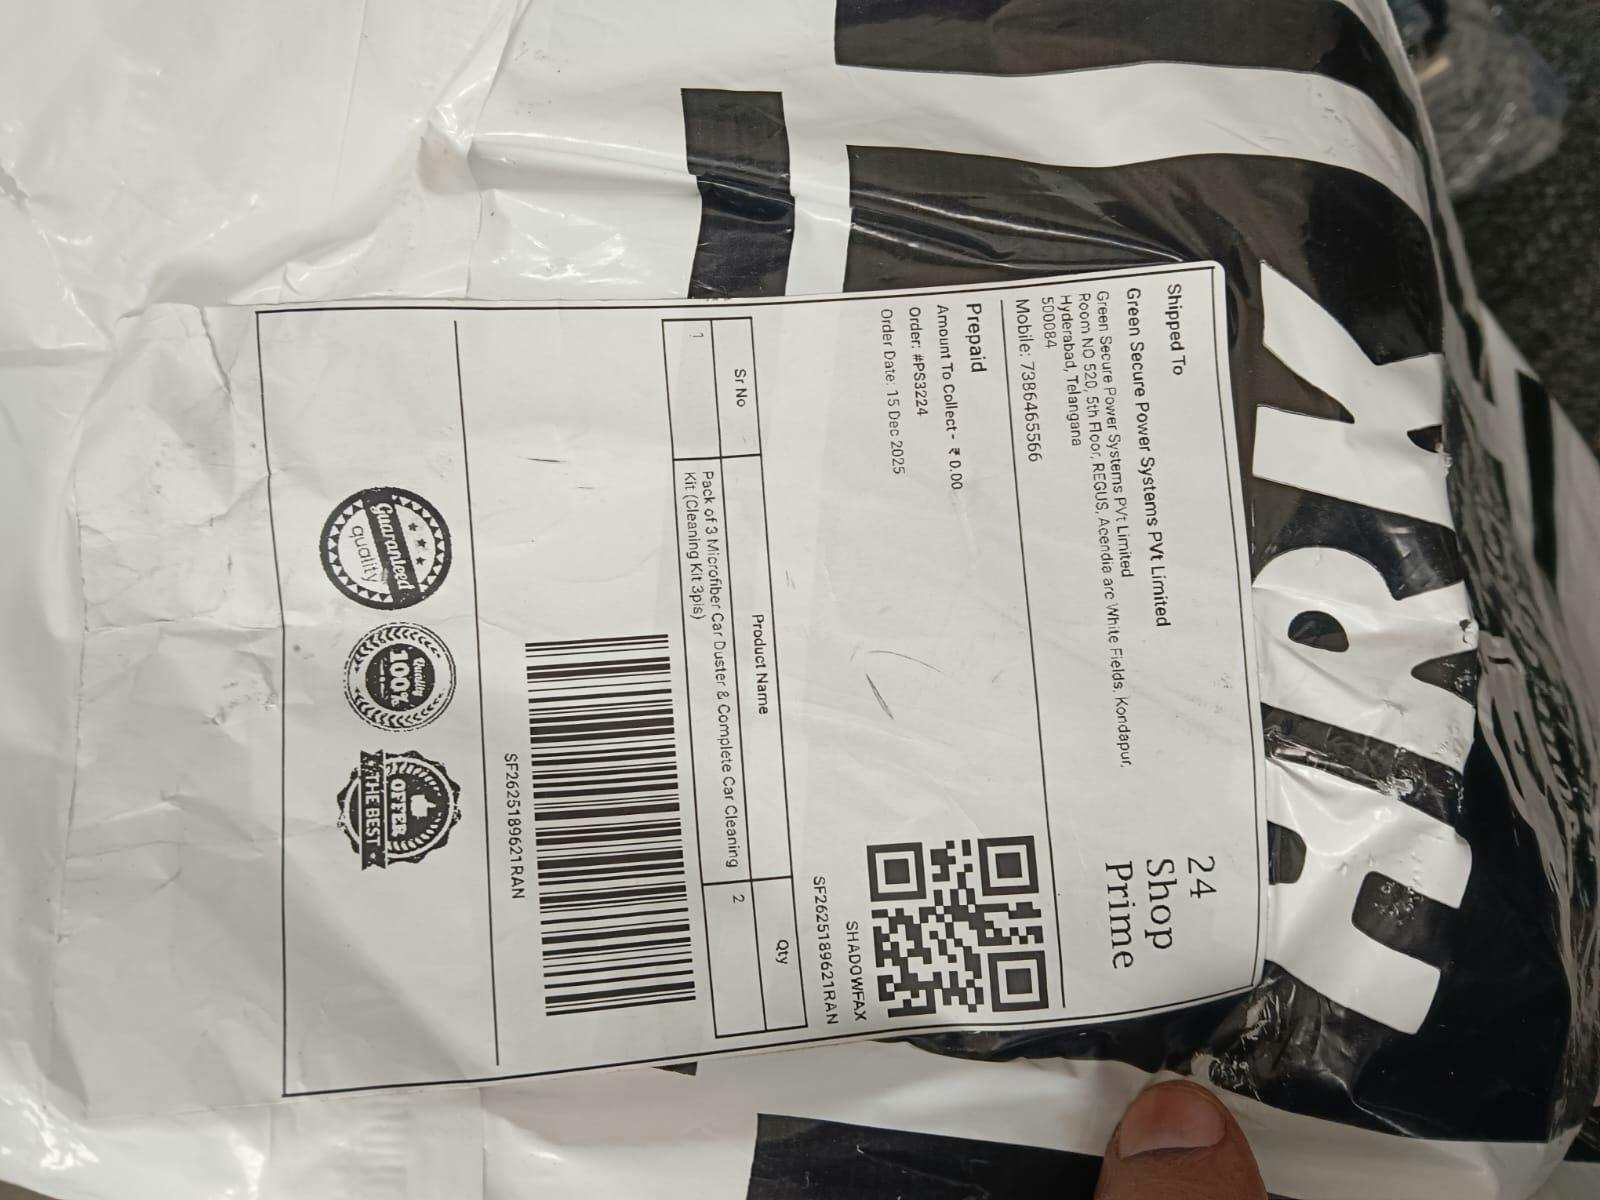 Shipped To
Green Secure Power Systems PVt Limited
Green Secure Power Systems PVt Limited
Room NO 520, 5th Floor, REGUS, Acendia arc White Fields, Kondapur,
Hyderabad, Telangana
500084
Mobile: 7386465566
24
Shop
Prime
Prepaid
Amount To Collect - ₹ 0.00
Order: #PS3224
Order Date: 15 Dec 2025
SHADOWFAX
SF2625189621RAN
Sr No Product Name Qty
1 Pack of 3 Microfiber Car Duster & Complete Car Cleaning 2
Kit (Cleaning Kit 3pis)
SF2625189621RAN
Guaranteed
quality
Quality
100%
OFFER
THE BEST